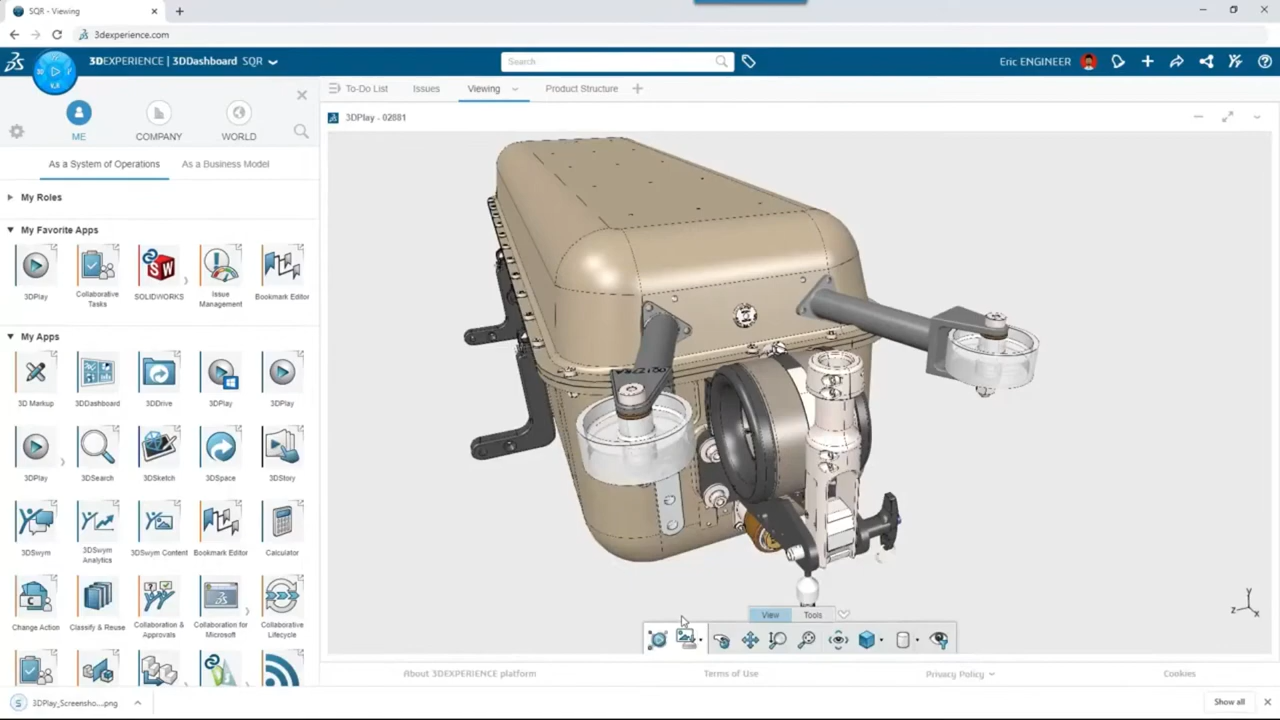 SQR - Viewing
3dexperience.com
3DEXPERIENCE | 3DDashboard SQR
Search
Eric ENGINEER
V.R
ME
COMPANY
WORLD
As a System of Operations
As a Business Model
My Roles
My Favorite Apps
3DPlay
Collaborative Tasks
SOLIDWORKS
Issue Management
Bookmark Editor
My Apps
3D Markup
3DDashboard
3DDrive
3DPlay
3DPlay
3DPlay
3DSearch
3DSketch
3DSpace
3DStory
3DSwym
3DSwym Analytics
3DSwym Content
Bookmark Editor
Calculator
Change Action
Classify & Reuse
Collaboration & Approvals
Collaboration for Microsoft
Collaborative Lifecycle
To-Do List
Issues
Viewing
Product Structure
3DPlay - 02881
View
Tools
Y
Z
X
About 3DEXPERIENCE platform
Terms of Use
Privacy Policy
Cookies
3DPlay_Screensho....png
Show all